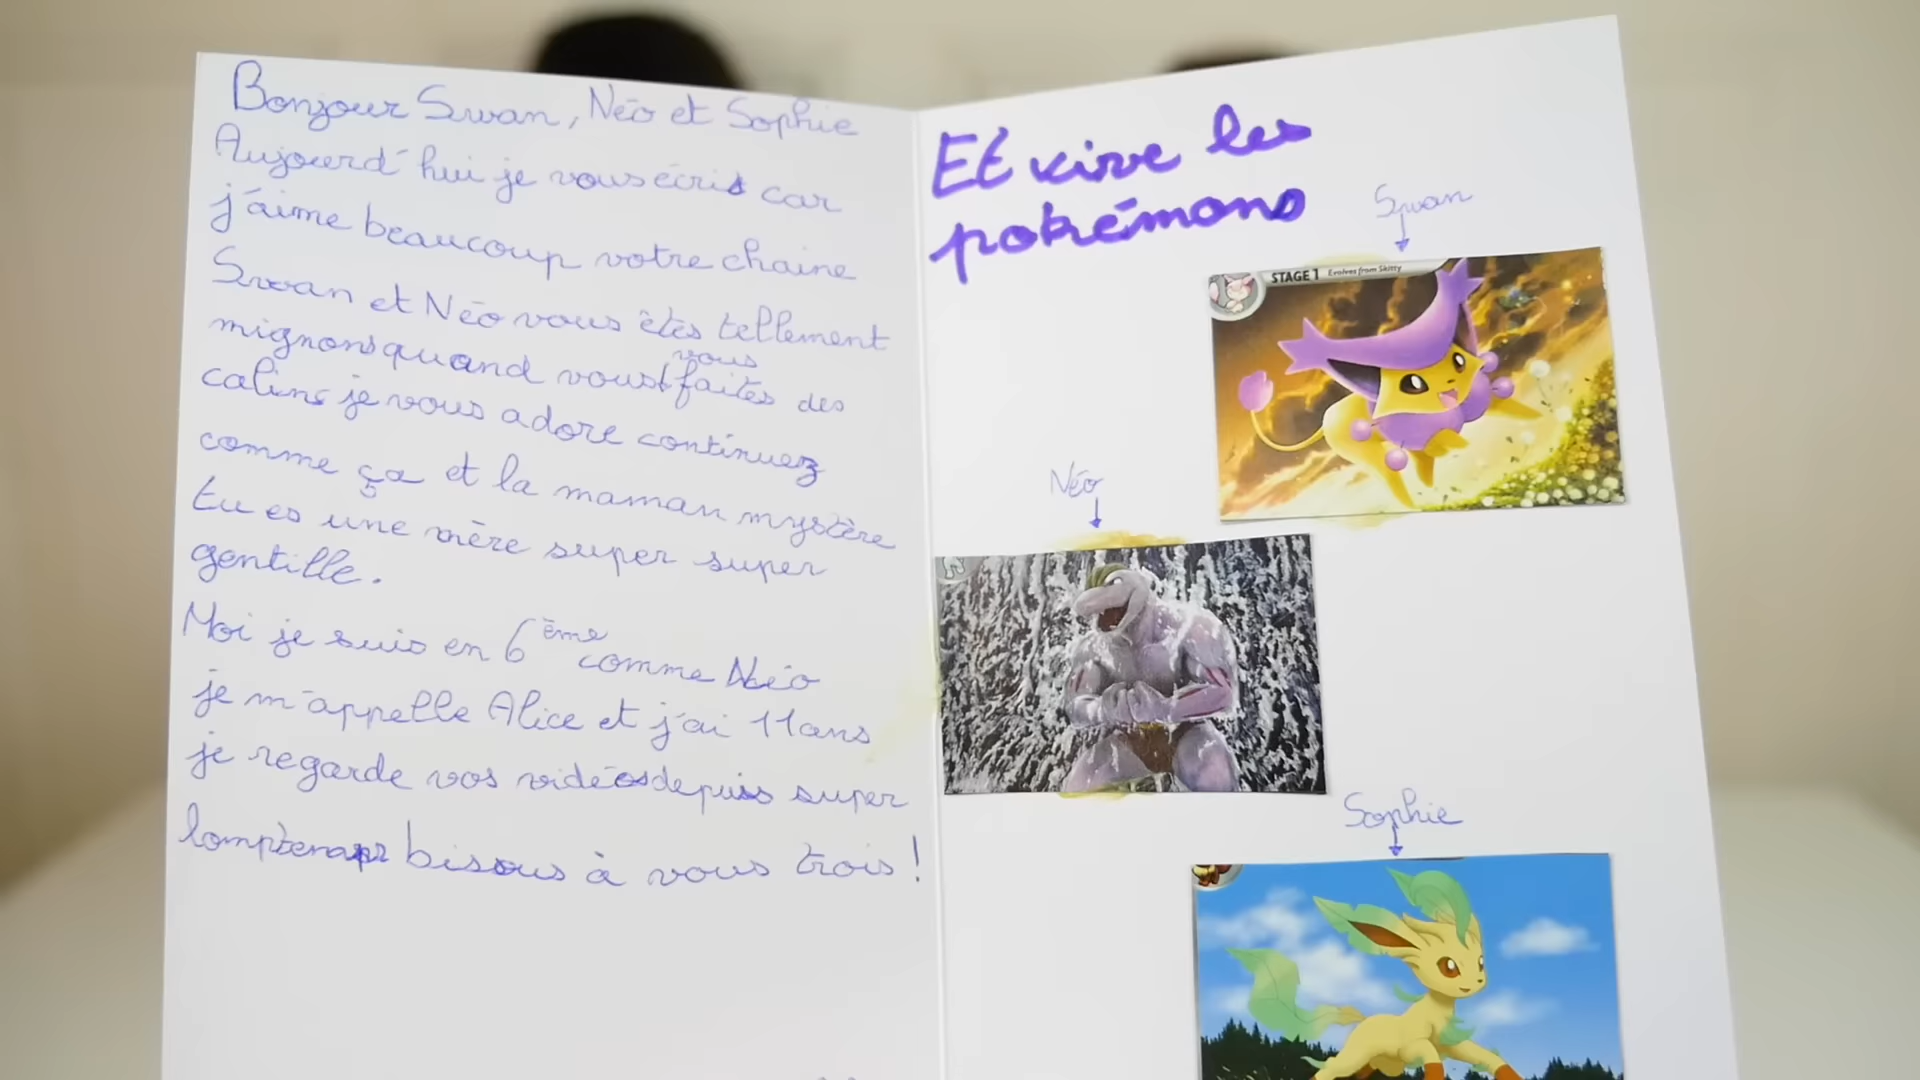 Bonjour Swan, Néo et Sophie
Aujourd'hui je vous écris car
j'aime beaucoup votre chaine
Swan et Néo vous êtes tellement
mignons quand vous vous faites des
calins je vous adore continuez
comme ça et la maman mystère
tu es une mère super super
gentille.
Moi je suis en 6ème comme Néo
je m'appelle Alice et j'ai 11ans
je regarde vos vidéos depuis super
bisous à vous trois !
Et vive les
pokémons
Swan
STAGE 1 Evolves from Skitty
Néo
Sophie